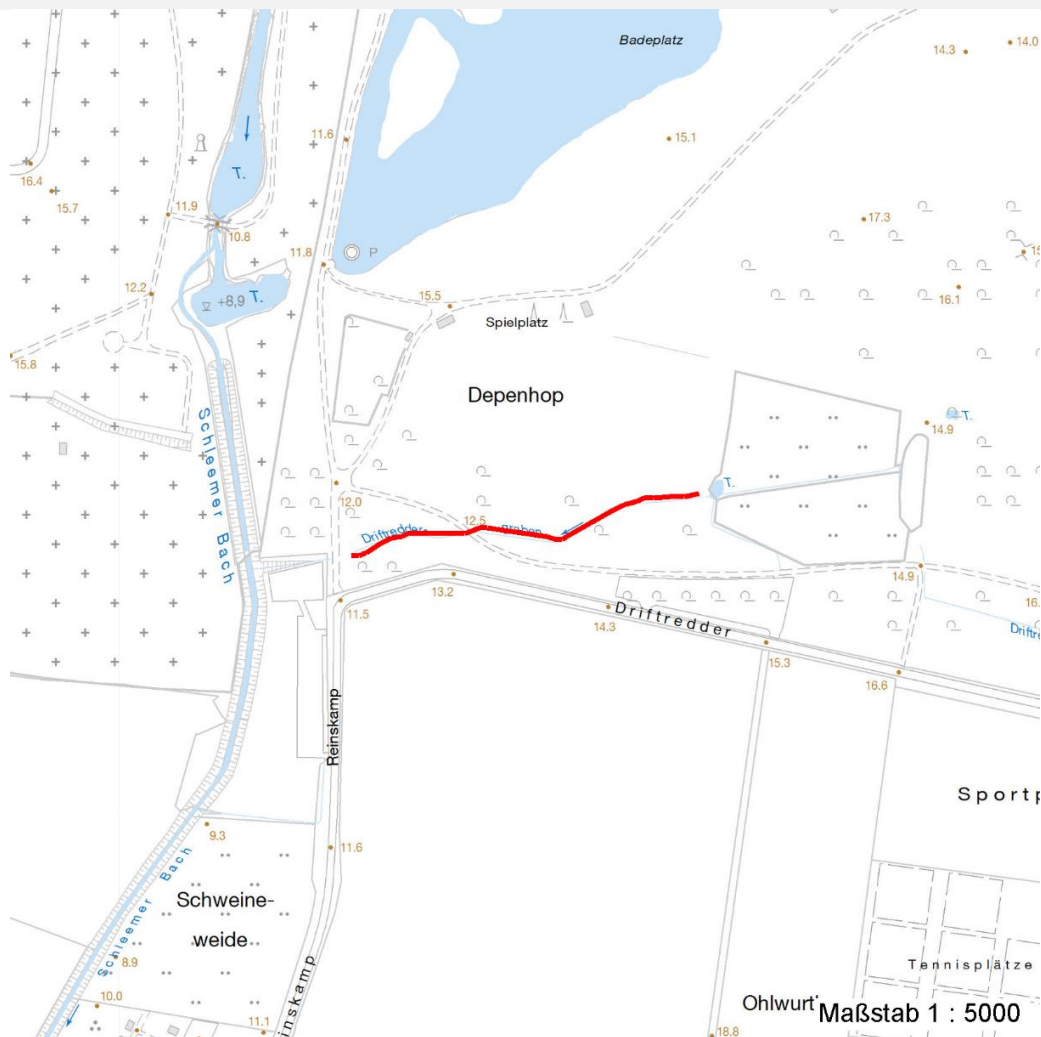 Badeplatz
14.3
14.0
15.1
11.6
T.
16.4
15.7
11.9
10.8
17.3
11.8
P
12.2
+8,9
T.
15.5
16.1
Spielplatz
15.8
Depenhop
14.9
T.
Schleemer Bach
12.0
T.
12.5
14.9
13.2
11.5
14.3
Driftredder
15.3
16.6
Reinskamp
Sportp
9.3
11.6
Schleemer Bach
Schweine-
weide
8.9
Tennisplätze
10.0
11.1
inskamp
Ohlwurt
Maßstab 1 : 5000
18.8